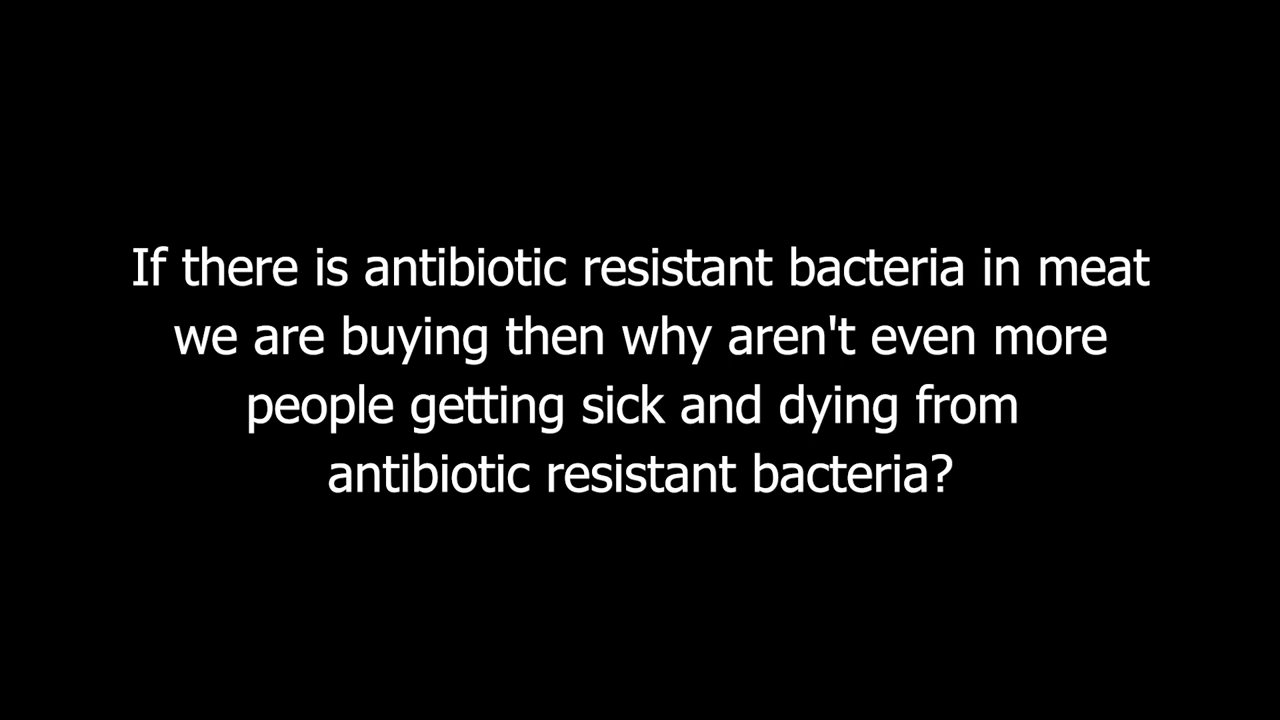 If there is antibiotic resistant bacteria in meat
we are buying then why aren't even more
people getting sick and dying from
antibiotic resistant bacteria?